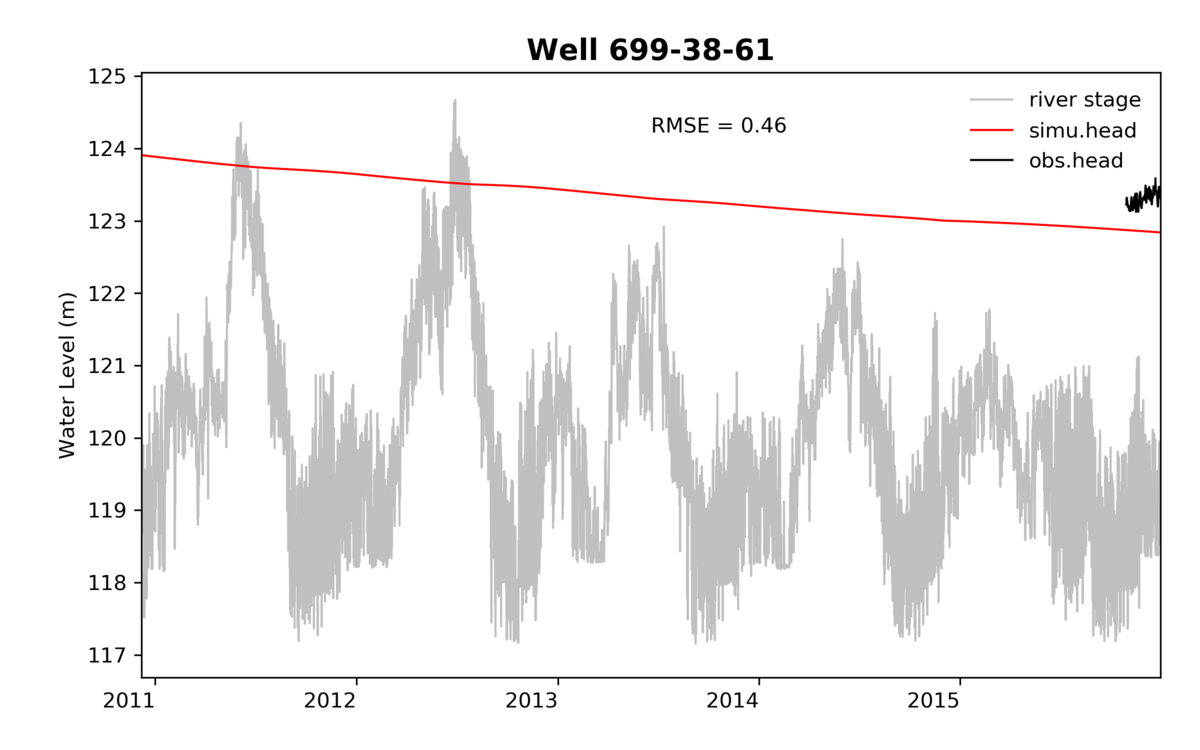 Well 699-38-61
125
124
123
122
121
120
119
118
117
Water Level (m)
RMSE = 0.46
river stage
simu.head
obs.head
2011 2012 2013 2014 2015